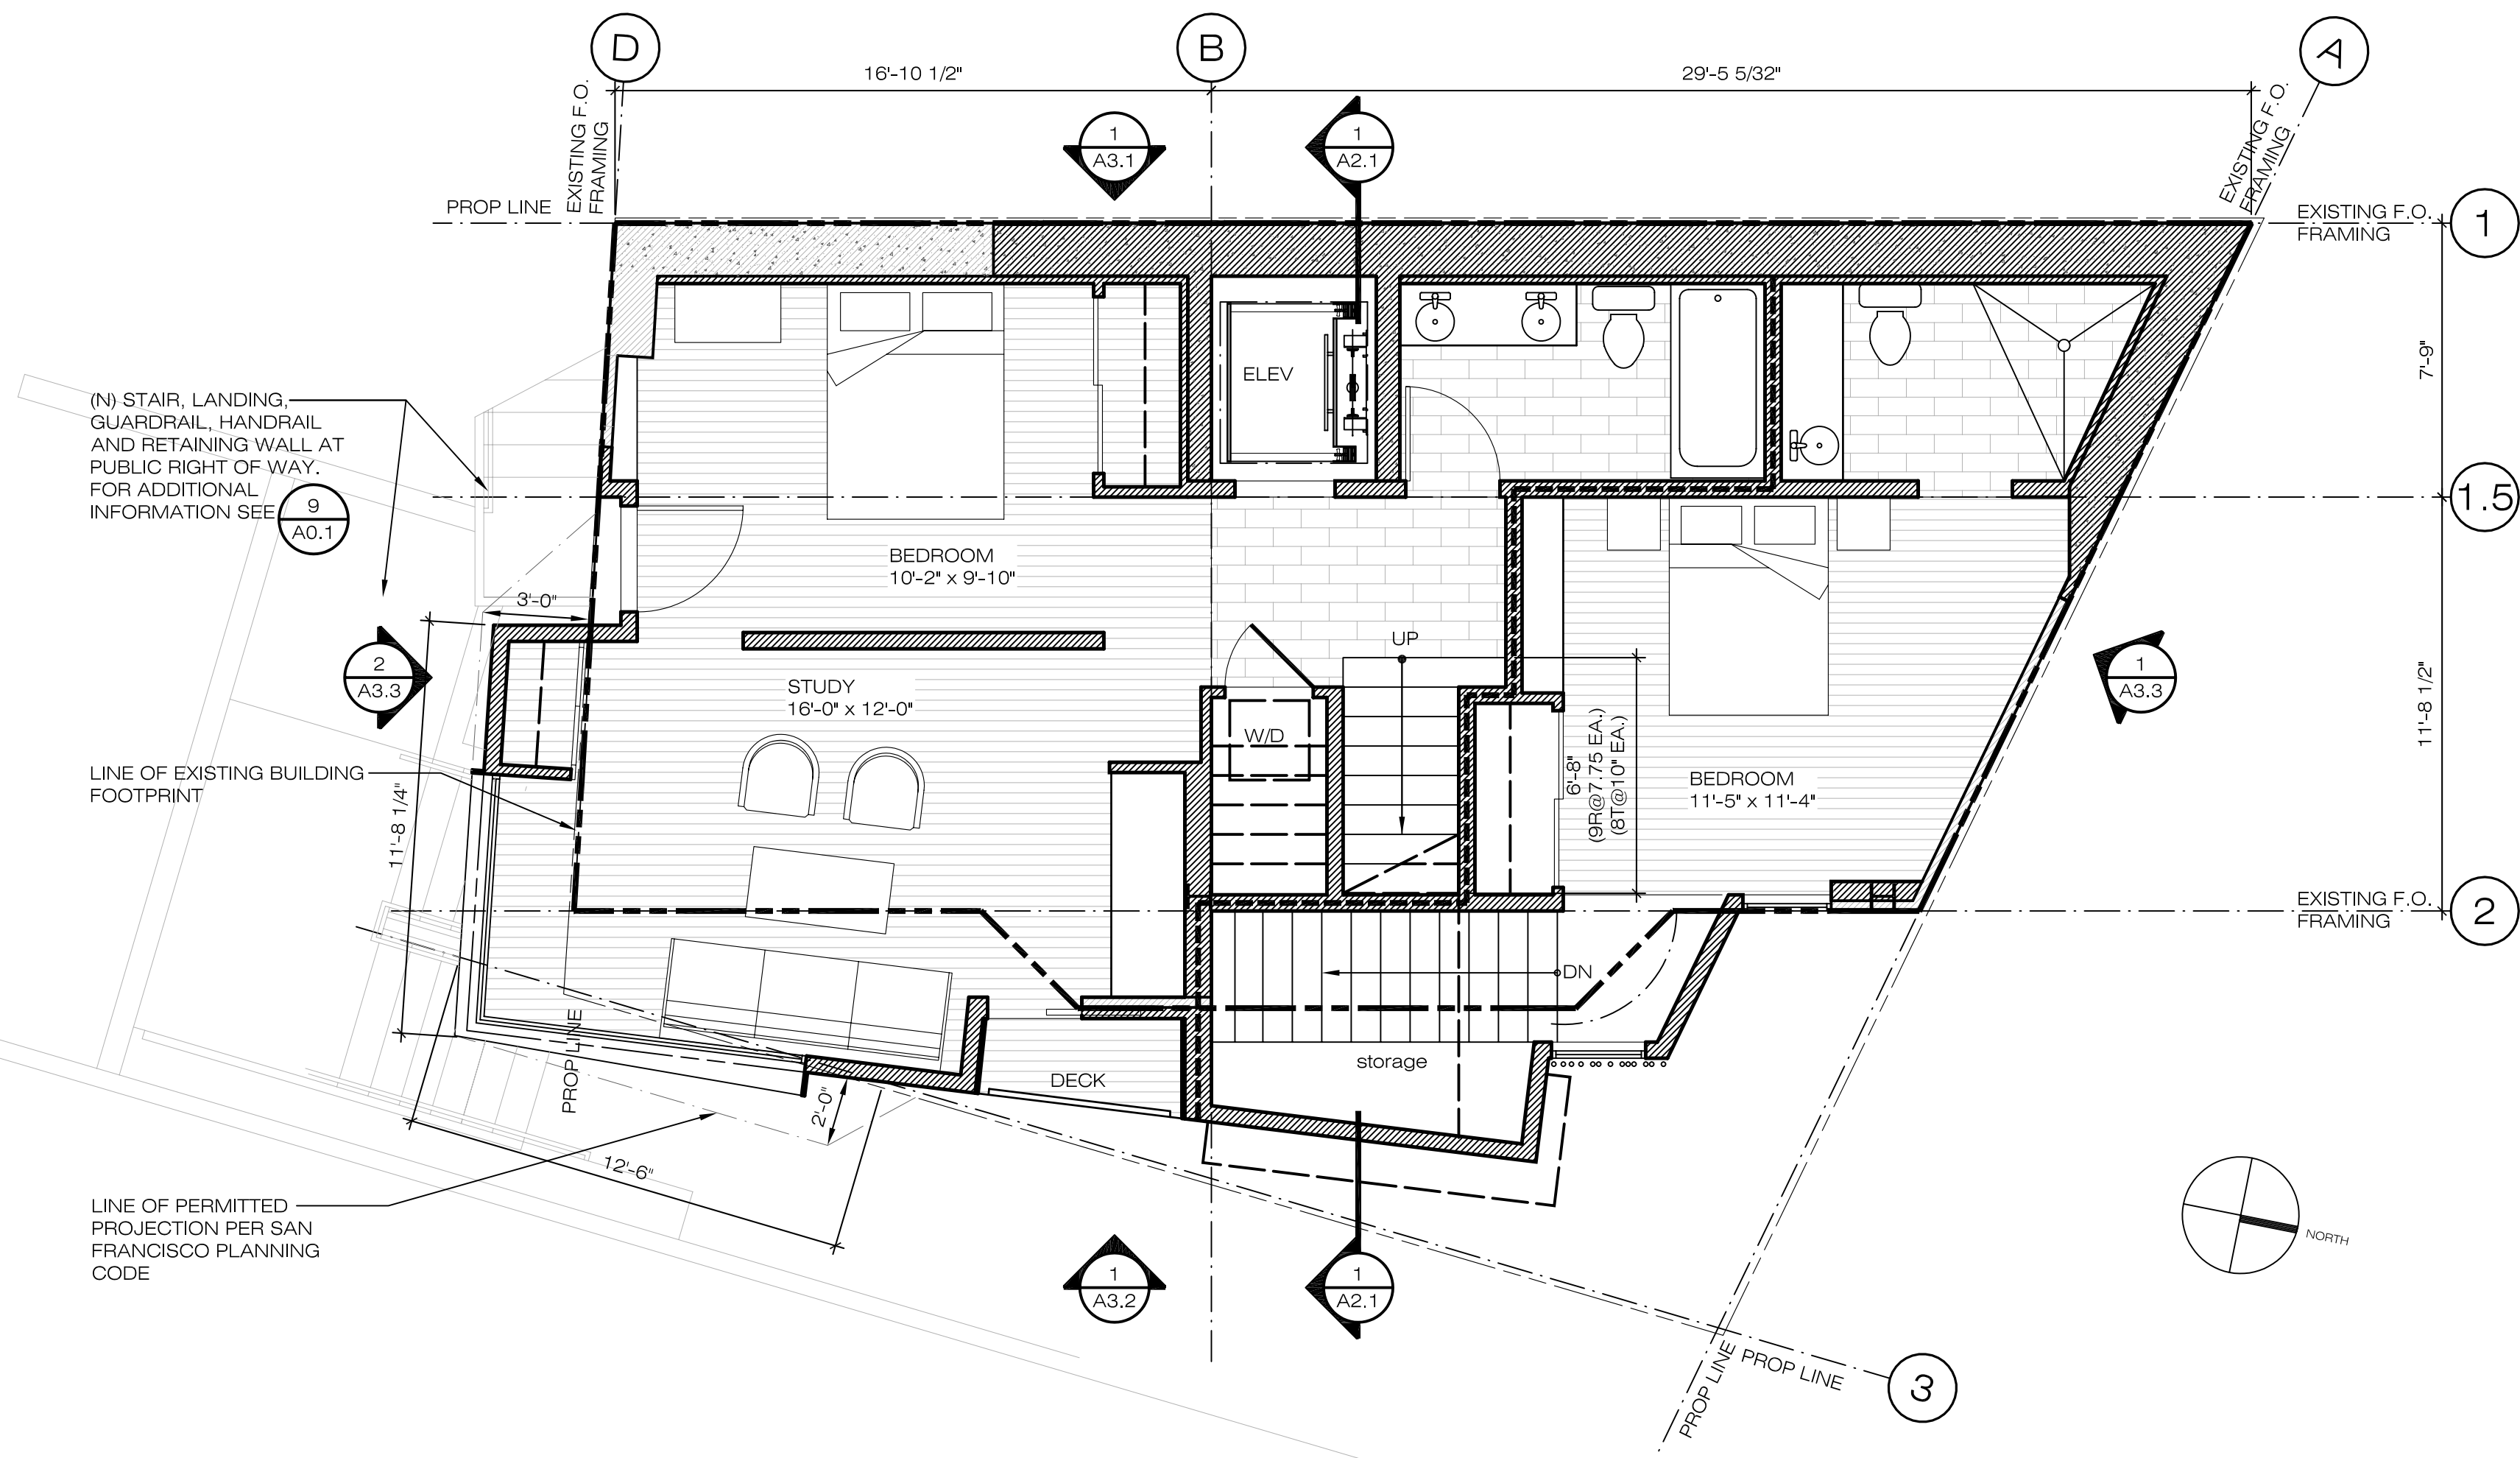 D
B
A
16'-10 1/2"
29'-5 5/32"
EXISTING F.O.
FRAMING
1
A3.1
1
A2.1
EXISTING F.O.
FRAMING
PROP LINE
EXISTING F.O.
FRAMING
1
7'-9"
ELEV
(N) STAIR, LANDING,
GUARDRAIL, HANDRAIL
AND RETAINING WALL AT
PUBLIC RIGHT OF WAY.
FOR ADDITIONAL
INFORMATION SEE
9
A0.1
1.5
BEDROOM
10'-2" x 9'-10"
3'-0"
UP
2
A3.3
1
A3.3
STUDY
16'-0" x 12'-0"
W/D
6'-8"
(9R@7.75 EA.)
(8T@10" EA.)
BEDROOM
11'-5" x 11'-4"
11'-8 1/2"
LINE OF EXISTING BUILDING
FOOTPRINT
11'-8 1/4"
EXISTING F.O.
FRAMING
2
DN
storage
PROP LINE
DECK
2'-0"
12'-6"
LINE OF PERMITTED
PROJECTION PER SAN
FRANCISCO PLANNING
CODE
1
A3.2
1
A2.1
NORTH
PROP LINE
PROP LINE
3